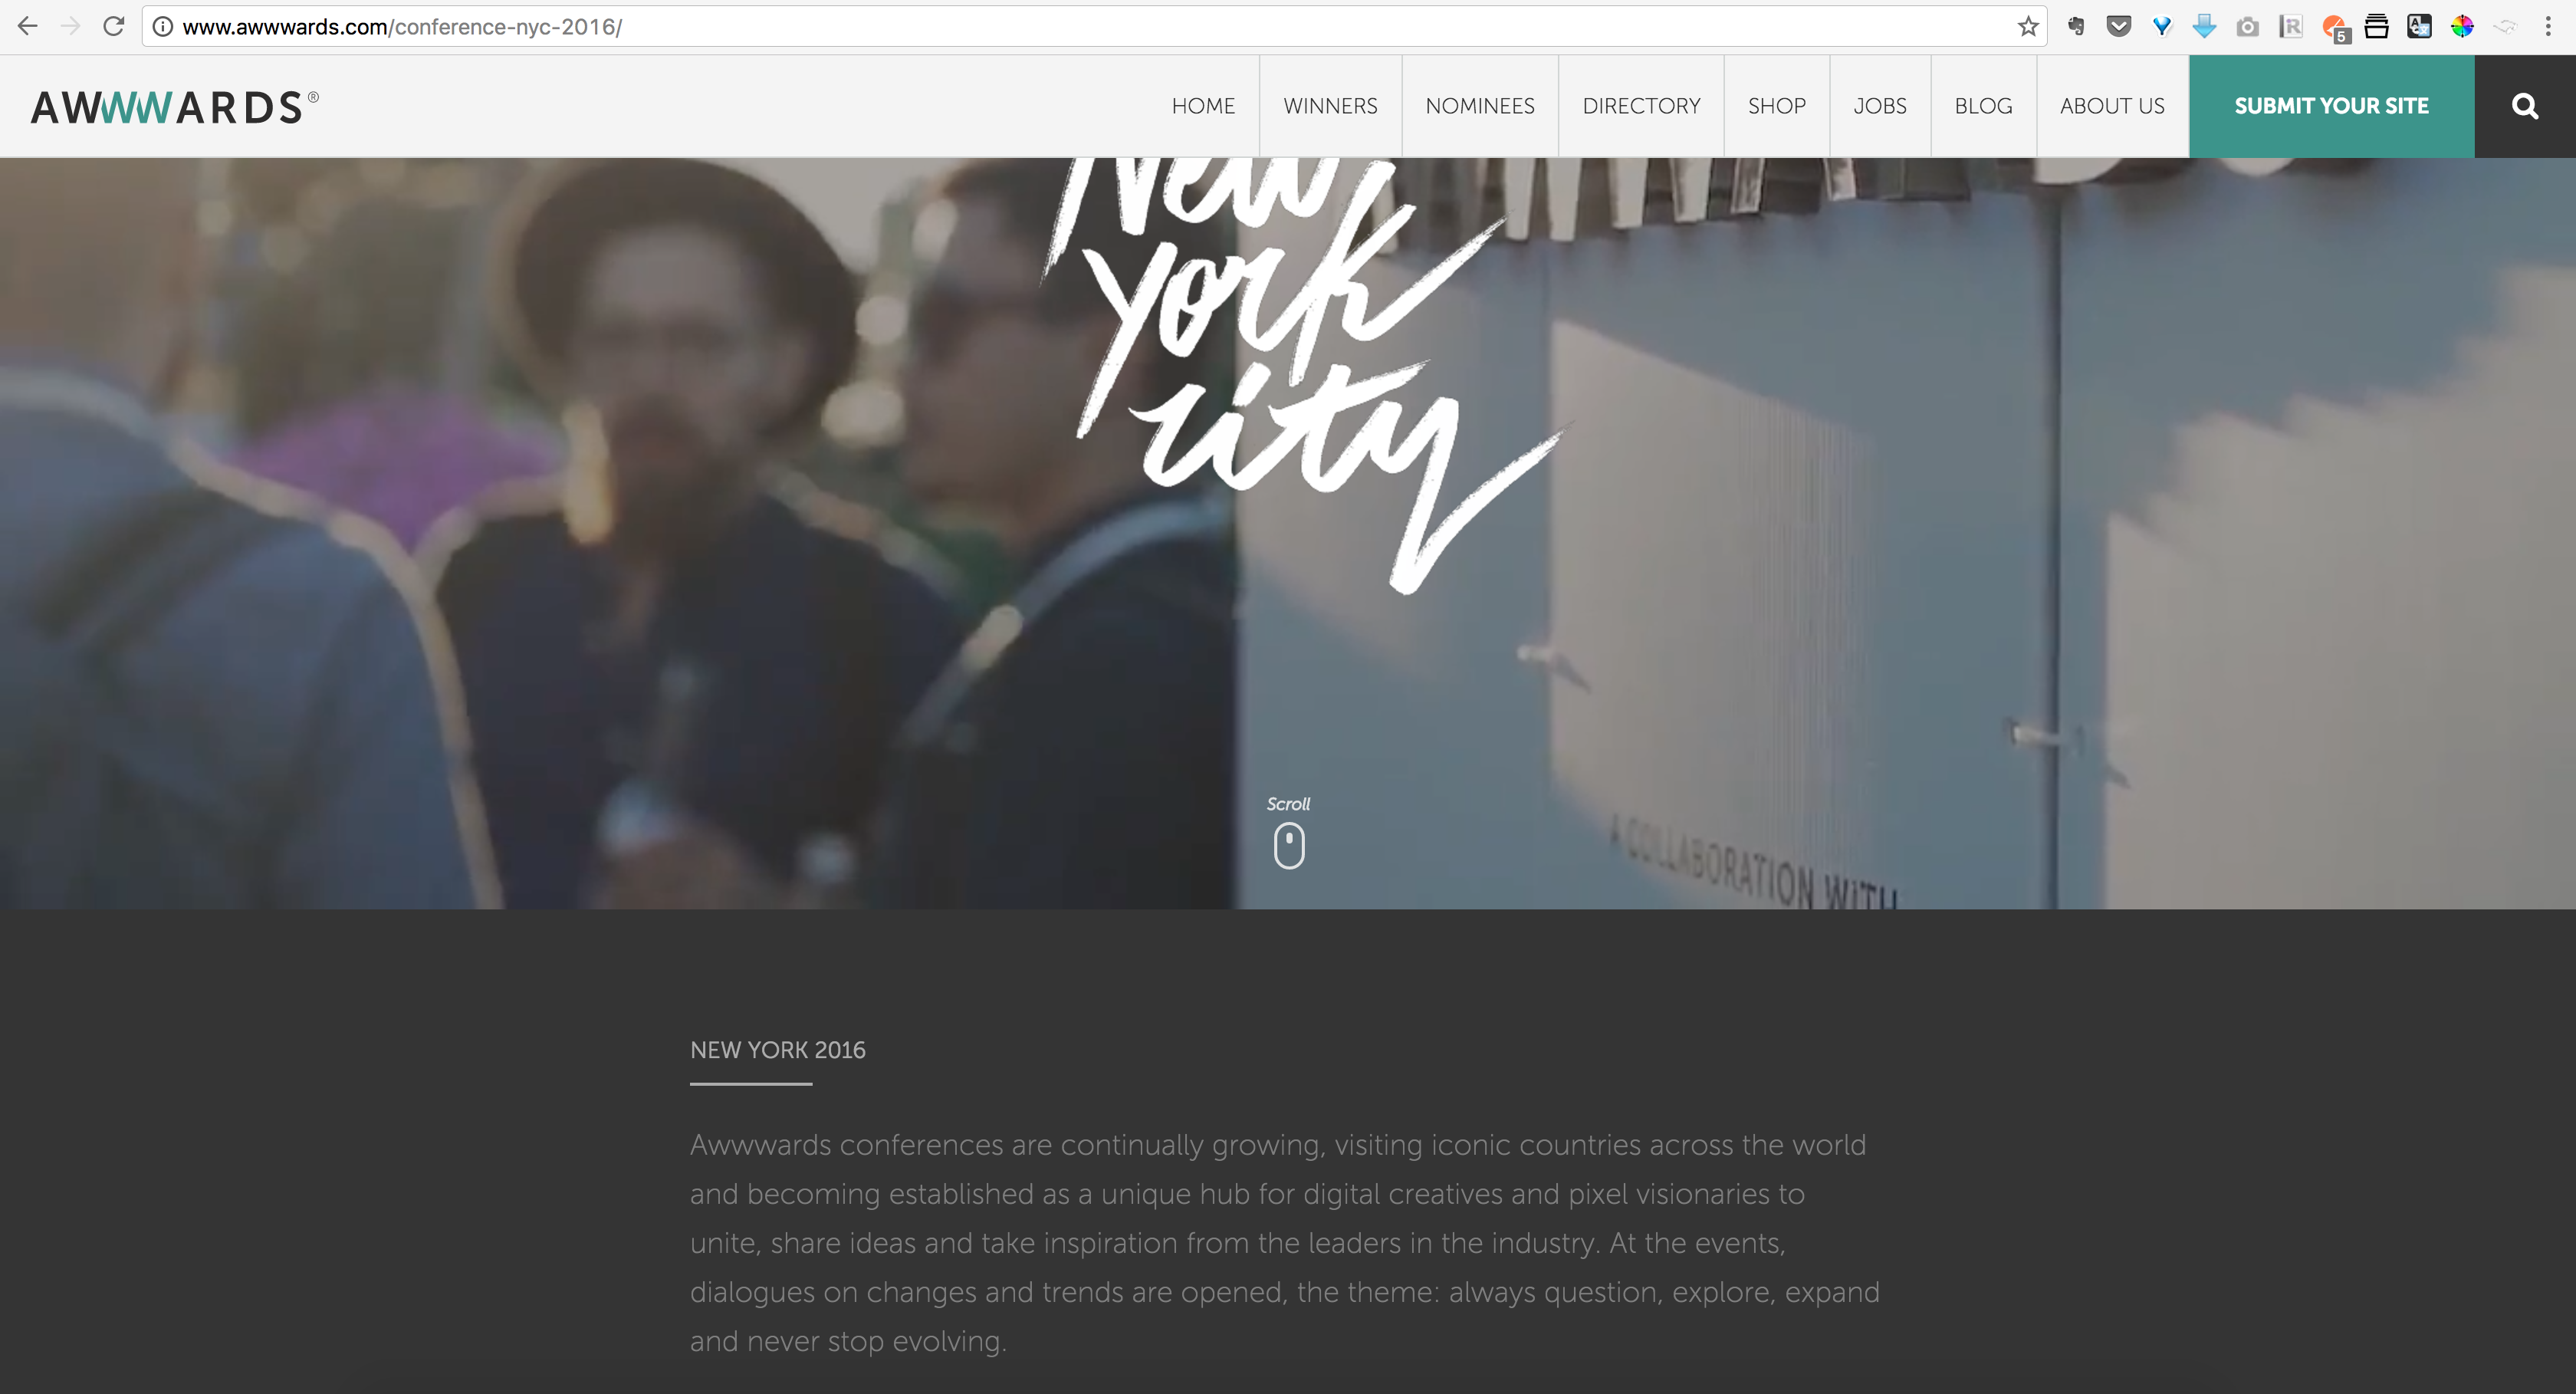 www.awwwards.com/conference-nyc-2016/
5
AWWWARDS®
HOME
WINNERS
NOMINEES
DIRECTORY
SHOP
JOBS
BLOG
ABOUT US
SUBMIT YOUR SITE
New
York
City
Scroll
A COLLABORATION WITH
NEW YORK 2016
Awwwards conferences are continually growing, visiting iconic countries across the world
and becoming established as a unique hub for digital creatives and pixel visionaries to
unite, share ideas and take inspiration from the leaders in the industry. At the events,
dialogues on changes and trends are opened, the theme: always question, explore, expand
and never stop evolving.